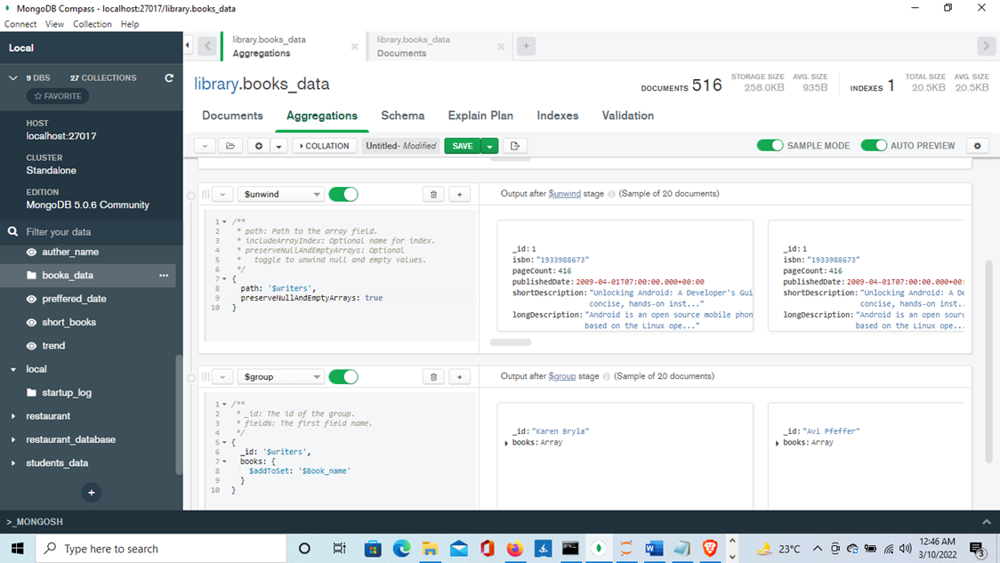 MongoDB Compass - localhost:27017/library.books_data
Connect View Collection Help
Local
9 DBS 27 COLLECTIONS
FAVORITE
HOST
localhost:27017
CLUSTER
Standalone
EDITION
MongoDB 5.0.6 Community
Filter your data
auther_name
books_data
preffered_date
short_books
trend
local
startup_log
restaurant
restaurant_database
students_data
+
library.books_data
Aggregations
library.books_data
Documents
library.books_data
DOCUMENTS 516
STORAGE SIZE
258.0KB
AVG. SIZE
935B
INDEXES 1
TOTAL SIZE
20.5KB
AVG. SIZE
20.5KB
Documents Aggregations Schema Explain Plan Indexes Validation
COLLATION Untitled- Modified SAVE SAMPLE MODE AUTO PREVIEW
$unwind
Output after $unwind stage (Sample of 20 documents)
1 /**
2 * path: Path to the array field.
3 * includeArrayIndex: Optional name for index.
4 * preserveNullAndEmptyArrays: Optional
5 * toggle to unwind null and empty values.
6 */
7 {
8 path: '$writers',
9 preserveNullAndEmptyArrays: true
10 }
_id: 1
isbn: "1933988673"
pageCount: 416
publishedDate: 2009-04-01T07:00:00.000+00:00
shortDescription: "Unlocking Android: A Developer's Gui
concise, hands-on inst..."
longDescription: "Android is an open source mobile phon
based on the Linux ope..."
_id: 1
isbn: "1933988673"
pageCount: 416
publishedDate: 2009-04-01T07:00:00.000+00:
shortDescription: "Unlocking Android: A De
concise, hands-on inst..
longDescription: "Android is an open sourc
based on the Linux ope...
$group
Output after $group stage (Sample of 20 documents)
1 /**
2 * _id: The id of the group.
3 * fieldN: The first field name.
4 */
5 {
6 _id: '$writers',
7 books: {
8 $addToSet: '$Book_name'
9 }
10 }
_id: "Karen Bryla"
books: Array
_id: "Avi Pfeffer"
books: Array
>_MONGOSH
Type here to search
23°C
12:46 AM
3/10/2022
3